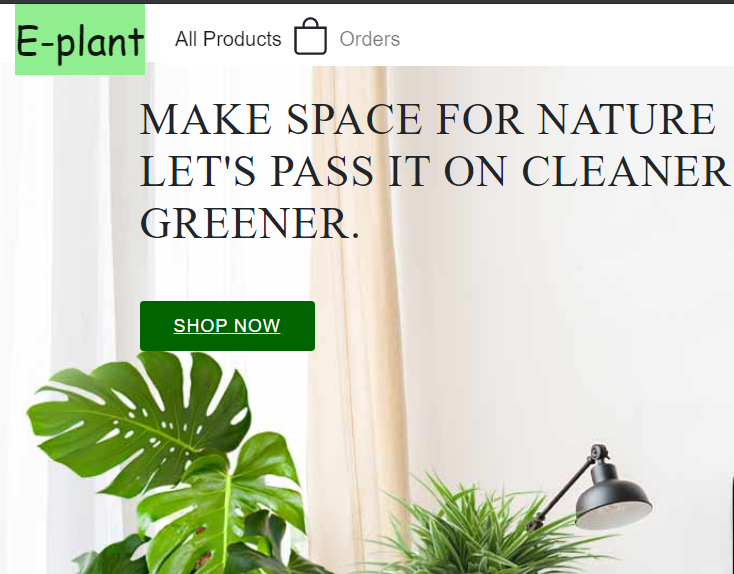 E-plant
All Products
Orders
MAKE SPACE FOR NATURE
LET'S PASS IT ON CLEANER
GREENER.
SHOP NOW